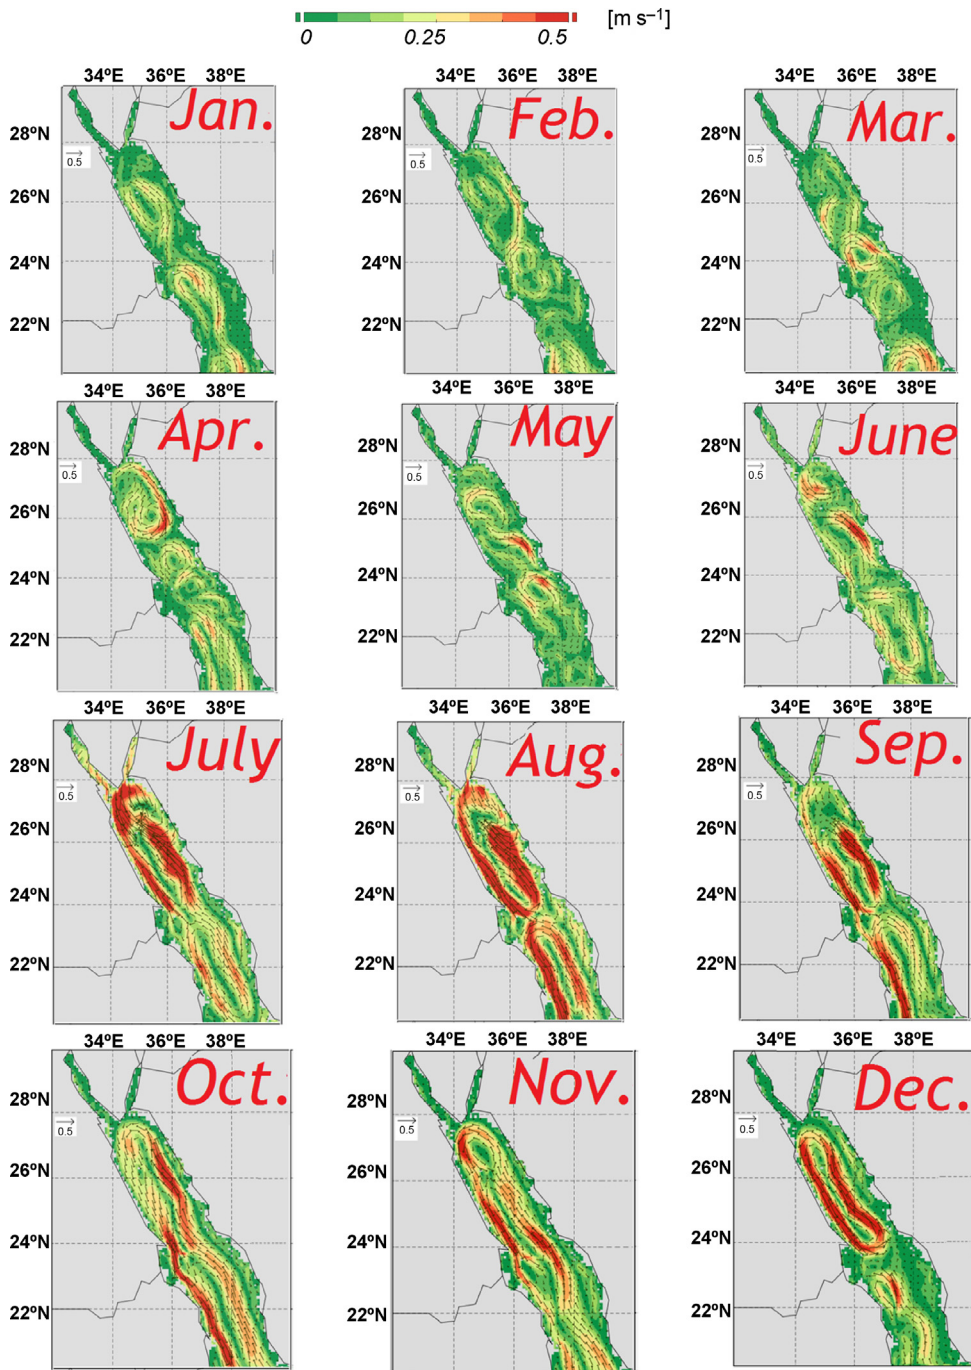 [m s–1]
0 0.25 0.5
34ºE 36ºE 38ºE 34ºE 36ºE 38ºE 34ºE 36ºE 38ºE
Jan. Feb. Mar.
28ºN 28ºN 28ºN
0.5 0.5 0.5
26ºN 26ºN 26ºN
24ºN 24ºN 24ºN
22ºN 22ºN 22ºN
34ºE 36ºE 38ºE 34ºE 36ºE 38ºE 34ºE 36ºE 38ºE
Apr. May June
28ºN 28ºN 28ºN
0.5 0.5 0.5
26ºN 26ºN 26ºN
24ºN 24ºN 24ºN
22ºN 22ºN 22ºN
34ºE 36ºE 38ºE 34ºE 36ºE 38ºE 34ºE 36ºE 38ºE
July Aug. Sep.
28ºN 28ºN 28ºN
0.5 0.5 0.5
26ºN 26ºN 26ºN
24ºN 24ºN 24ºN
22ºN 22ºN 22ºN
34ºE 36ºE 38ºE 34ºE 36ºE 38ºE 34ºE 36ºE 38ºE
Oct. Nov. Dec.
28ºN 28ºN 28ºN
0.5 0.5 0.5
26ºN 26ºN 26ºN
24ºN 24ºN 24ºN
22ºN 22ºN 22ºN